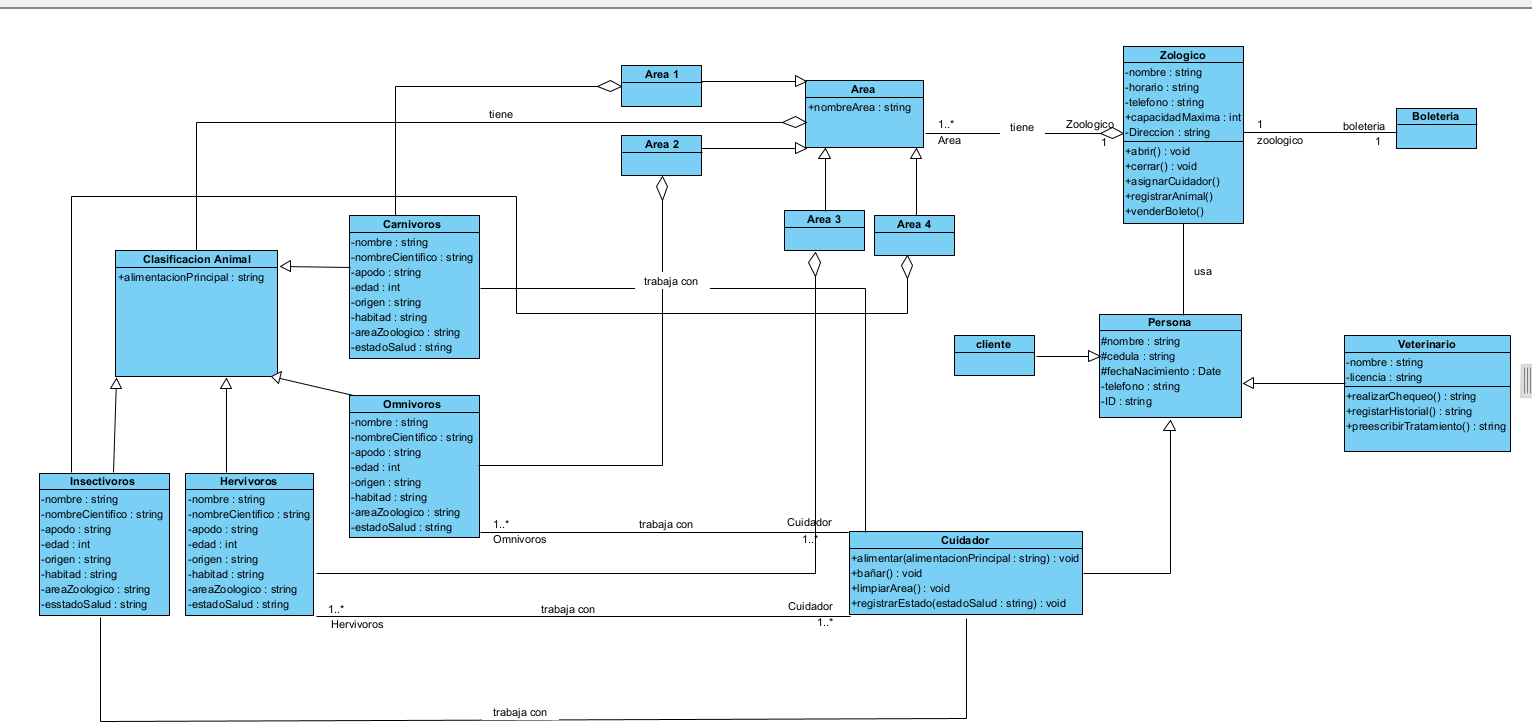 Zologico
-nombre : string
-horario : string
-telefono : string
+capacidadMaxima : int
-Direccion : string
+abrir() : void
+cerrar() : void
+asignarCuidador()
+registrarAnimal()
+venderBoleto()
Area 1
Area
+nombreArea : string
tiene
1..*
Area
tiene
Zoologico
1
1
zoologico
boleteria
1
Boleteria
Area 2
Area 3
Area 4
Carnivoros
-nombre : string
-nombreCientifico : string
-apodo : string
-edad : int
-origen : string
-habitad : string
-areaZoologico : string
-estadoSalud : string
Clasificacion Animal
+alimentacionPrincipal : string
trabaja con
usa
Persona
#nombre : string
#cedula : string
#fechaNacimiento : Date
-telefono : string
-ID : string
cliente
Veterinario
-nombre : string
-licencia : string
+realizarChequeo() : string
+registarHistorial() : string
+preescribirTratamiento() : string
Omnivoros
-nombre : string
-nombreCientifico : string
-apodo : string
-edad : int
-origen : string
-habitad : string
-areaZoologico : string
-estadoSalud : string
Insectivoros
-nombre : string
-nombreCientifico : string
-apodo : string
-edad : int
-origen : string
-habitad : string
-areaZoologico : string
-esstadoSalud : string
Hervivoros
-nombre : string
-nombreCientifico : string
-apodo : string
-edad : int
-origen : string
-habitad : string
-areaZoologico : string
-estadoSalud : string
1..*
Omnivoros
trabaja con
Cuidador
1..*
Cuidador
+alimentar(alimentacionPrincipal : string) : void
+bañar() : void
+limpiarArea() : void
+registrarEstado(estadoSalud : string) : void
1..*
Hervivoros
trabaja con
Cuidador
1..*
trabaja con